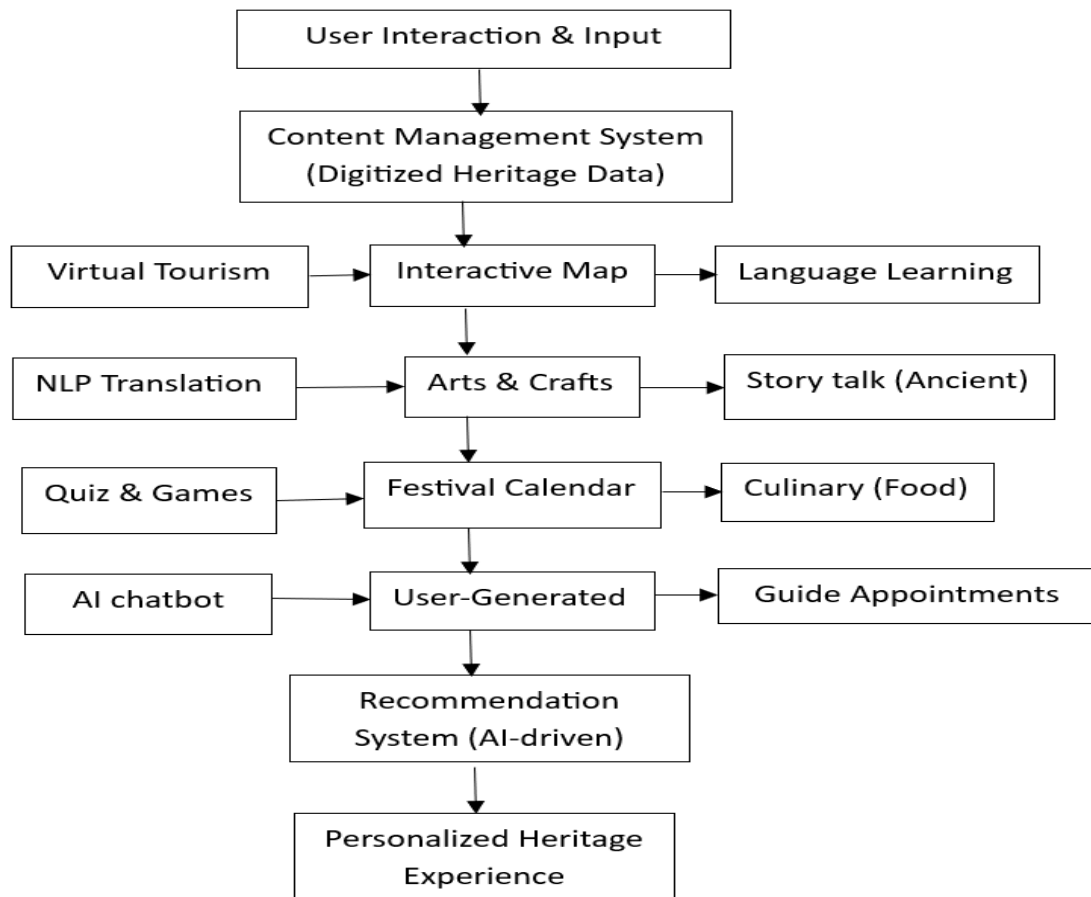 User Interaction & Input
Content Management System
(Digitized Heritage Data)
Virtual Tourism
Interactive Map
Language Learning
NLP Translation
Arts & Crafts
Story talk (Ancient)
Quiz & Games
Festival Calendar
Culinary (Food)
AI chatbot
User-Generated
Guide Appointments
Recommendation
System (AI-driven)
Personalized Heritage
Experience